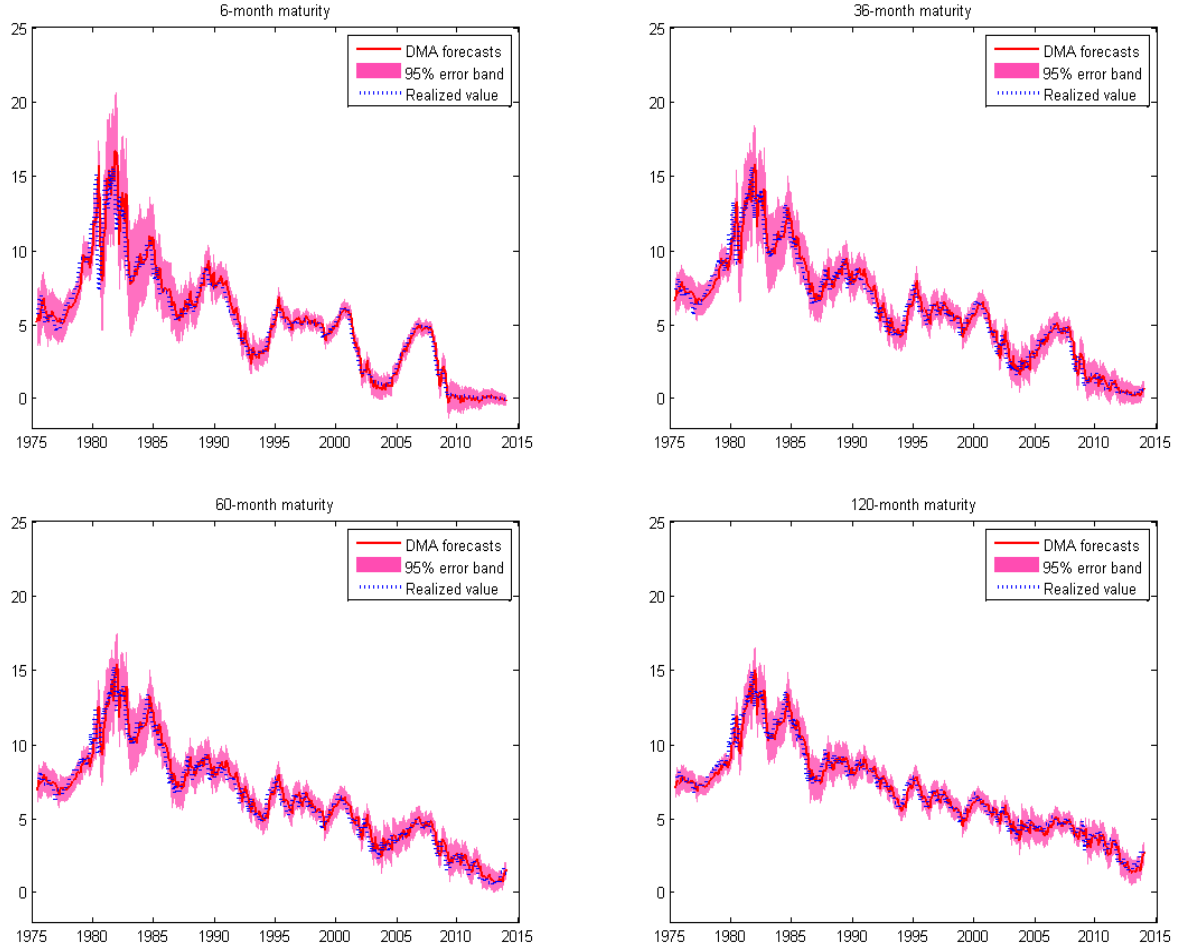 6-month maturity
25
20
15
10
5
0
1975 1980 1985 1990 1995 2000 2005 2010 2015
DMA forecasts
95% error band
Realized value
36-month maturity
25
20
15
10
5
0
1975 1980 1985 1990 1995 2000 2005 2010 2015
DMA forecasts
95% error band
Realized value
60-month maturity
25
20
15
10
5
0
1975 1980 1985 1990 1995 2000 2005 2010 2015
DMA forecasts
95% error band
Realized value
120-month maturity
25
20
15
10
5
0
1975 1980 1985 1990 1995 2000 2005 2010 2015
DMA forecasts
95% error band
Realized value